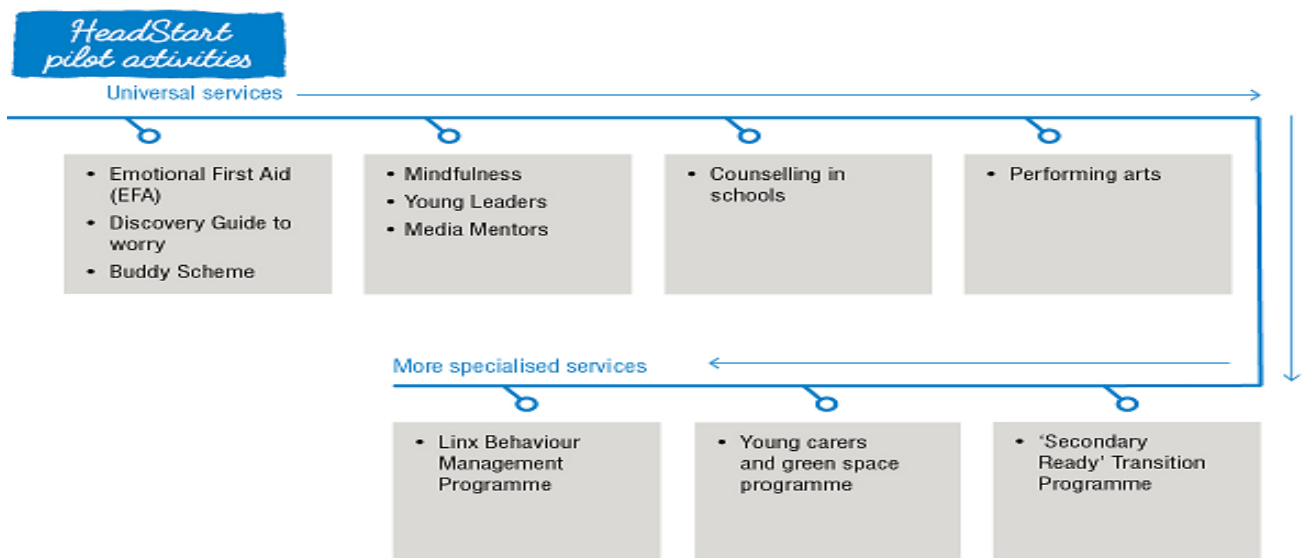 HeadStart
pilot activities
Universal services
• Emotional First Aid
(EFA)
• Discovery Guide to
worry
• Buddy Scheme
• Mindfulness
• Young Leaders
• Media Mentors
• Counselling in
schools
• Performing arts
More specialised services
• Linx Behaviour
Management
Programme
• Young carers
and green space
programme
• ‘Secondary
Ready’ Transition
Programme